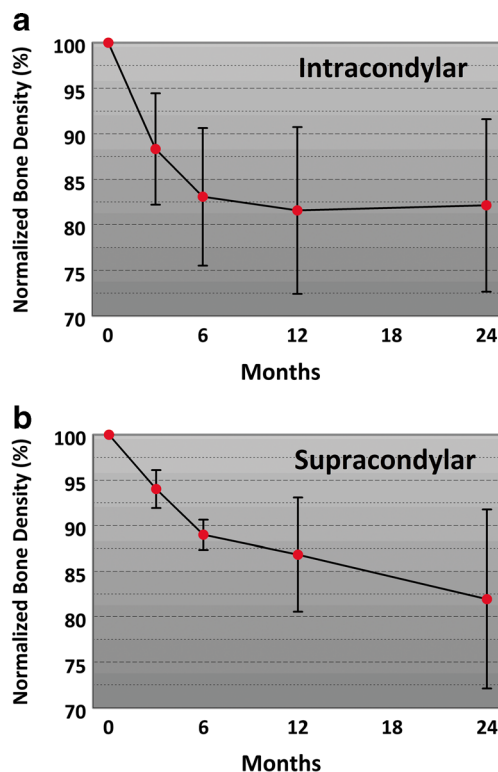 a
Normalized Bone Density (%)
100
95
90
85
80
75
70
Intracondylar
0 6 12 18 24
Months
b
Normalized Bone Density (%)
100
95
90
85
80
75
70
Supracondylar
0 6 12 18 24
Months